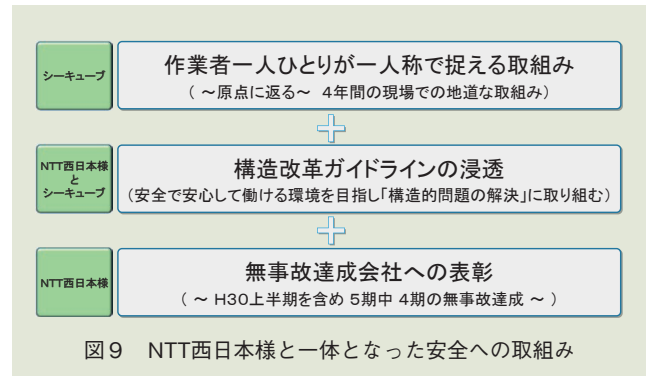 シーキューブ
作業者一人ひとりが一人称で捉える取組み
( ～原点に返る～ 4年間の現場での地道な取組み)
NTT西日本様
と
シーキューブ
構造改革ガイドラインの浸透
(安全で安心して働ける環境を目指し「構造的問題の解決」に取り組む)
NTT西日本様
無事故達成会社への表彰
( ～ H30上半期を含め 5期中 4期の無事故達成 ～ )
図9 NTT西日本様と一体となった安全への取組み